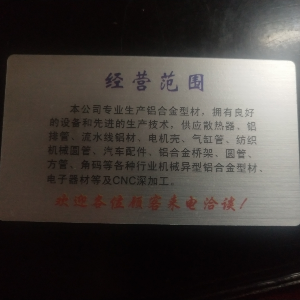 经营范围
本公司专业生产铝合金型材，拥有良好
的设备和先进的生产技术，供应散热器、铝
接管、流水线铝材、电机壳、气缸管、纺织
机械圆管、汽车配件、铝合金桥架、圆管、
方管、角码等各种行业机械异型铝合金型材、
电子器材等及CNC深加工。
欢迎各位顾客来电洽谈！